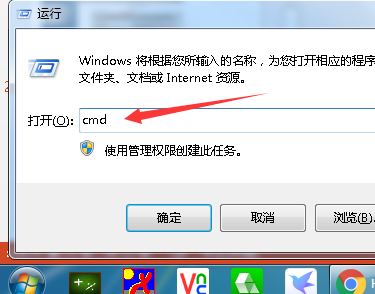 运行
Windows 将根据您所输入的名称，为您打开相应的程序
文件夹、文档或 Internet 资源。
打开(O): cmd
使用管理权限创建此任务。
确定
取消
浏览(B)